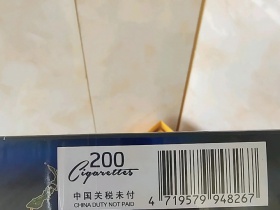 200
Cigarettes
中国关税未付
CHINA DUTY NOT PAID
4 719579 948267